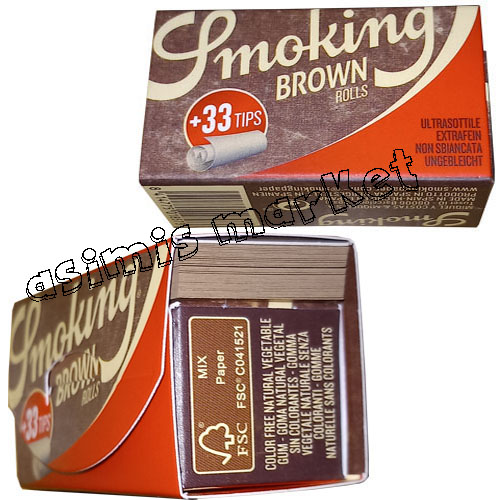 Smoking
BROWN
ROLLS
+33 TIPS
ULTRASOTTILE
EXTRAFEIN
NON SBIANCATA
UNGEBLEICHT
asimis market
Smoking
BROWN
ROLLS
+33 TIPS
MIX
Paper
FSC® C041521
FSC
COLOR FREE NATURAL VEGETABLE
GUM - GOMA NATURAL VEGETAL
SIN COLORANTES - GOMMA
VEGETALE NATURALE SENZA
COLORANTI - GOMME
NATURELLE SANS COLORANTS